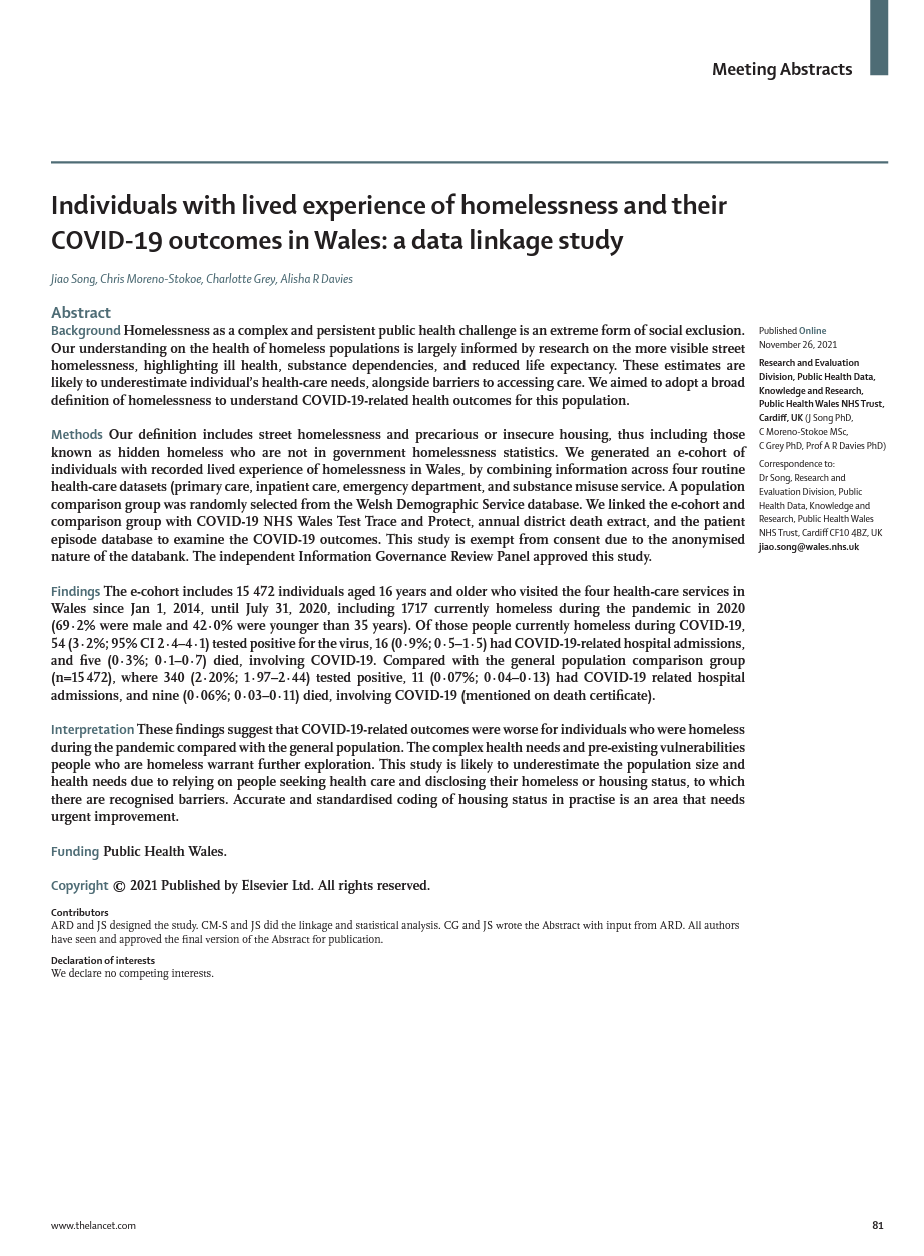 Meeting Abstracts
Individuals with lived experience of homelessness and their
COVID-19 outcomes in Wales: a data linkage study
Jiao Song, Chris Moreno-Stokoe, Charlotte Grey, Alisha R Davies
Abstract
Background Homelessness as a complex and persistent public health challenge is an extreme form of social exclusion.
Our understanding on the health of homeless populations is largely informed by research on the more visible street
homelessness, highlighting ill health, substance dependencies, and reduced life expectancy. These estimates are
likely to underestimate individual’s health-care needs, alongside barriers to accessing care. We aimed to adopt a broad
definition of homelessness to understand COVID-19-related health outcomes for this population.
Methods Our definition includes street homelessness and precarious or insecure housing, thus including those
known as hidden homeless who are not in government homelessness statistics. We generated an e-cohort of
individuals with recorded lived experience of homelessness in Wales, by combining information across four routine
health-care datasets (primary care, inpatient care, emergency department, and substance misuse service. A population
comparison group was randomly selected from the Welsh Demographic Service database. We linked the e-cohort and
comparison group with COVID-19 NHS Wales Test Trace and Protect, annual district death extract, and the patient
episode database to examine the COVID-19 outcomes. This study is exempt from consent due to the anonymised
nature of the databank. The independent Information Governance Review Panel approved this study.
Findings The e-cohort includes 15 472 individuals aged 16 years and older who visited the four health-care services in
Wales since Jan 1, 2014, until July 31, 2020, including 1717 currently homeless during the pandemic in 2020
(69·2% were male and 42·0% were younger than 35 years). Of those people currently homeless during COVID-19,
54 (3·2%; 95% CI 2·4–4·1) tested positive for the virus, 16 (0·9%; 0·5–1·5) had COVID-19-related hospital admissions,
and five (0·3%; 0·1–0·7) died, involving COVID-19. Compared with the general population comparison group
(n=15 472), where 340 (2·20%; 1·97–2·44) tested positive, 11 (0·07%; 0·04–0·13) had COVID-19 related hospital
admissions, and nine (0·06%; 0·03–0·11) died, involving COVID-19 (mentioned on death certificate).
Interpretation These findings suggest that COVID-19-related outcomes were worse for individuals who were homeless
during the pandemic compared with the general population. The complex health needs and pre-existing vulnerabilities
people who are homeless warrant further exploration. This study is likely to underestimate the population size and
health needs due to relying on people seeking health care and disclosing their homeless or housing status, to which
there are recognised barriers. Accurate and standardised coding of housing status in practise is an area that needs
urgent improvement.
Funding Public Health Wales.
Copyright © 2021 Published by Elsevier Ltd. All rights reserved.
Contributors
ARD and JS designed the study. CM-S and JS did the linkage and statistical analysis. CG and JS wrote the Abstract with input from ARD. All authors
have seen and approved the final version of the Abstract for publication.
Declaration of interests
We declare no competing interests.
Published Online
November 26, 2021
Research and Evaluation
Division, Public Health Data,
Knowledge and Research,
Public Health Wales NHS Trust,
Cardiff, UK (J Song PhD,
C Moreno-Stokoe MSc,
C Grey PhD, Prof A R Davies PhD)
Correspondence to:
Dr Song, Research and
Evaluation Division, Public
Health Data, Knowledge and
Research, Public Health Wales
NHS Trust, Cardiff CF10 4BZ, UK
jiao.song@wales.nhs.uk
www.thelancet.com
81